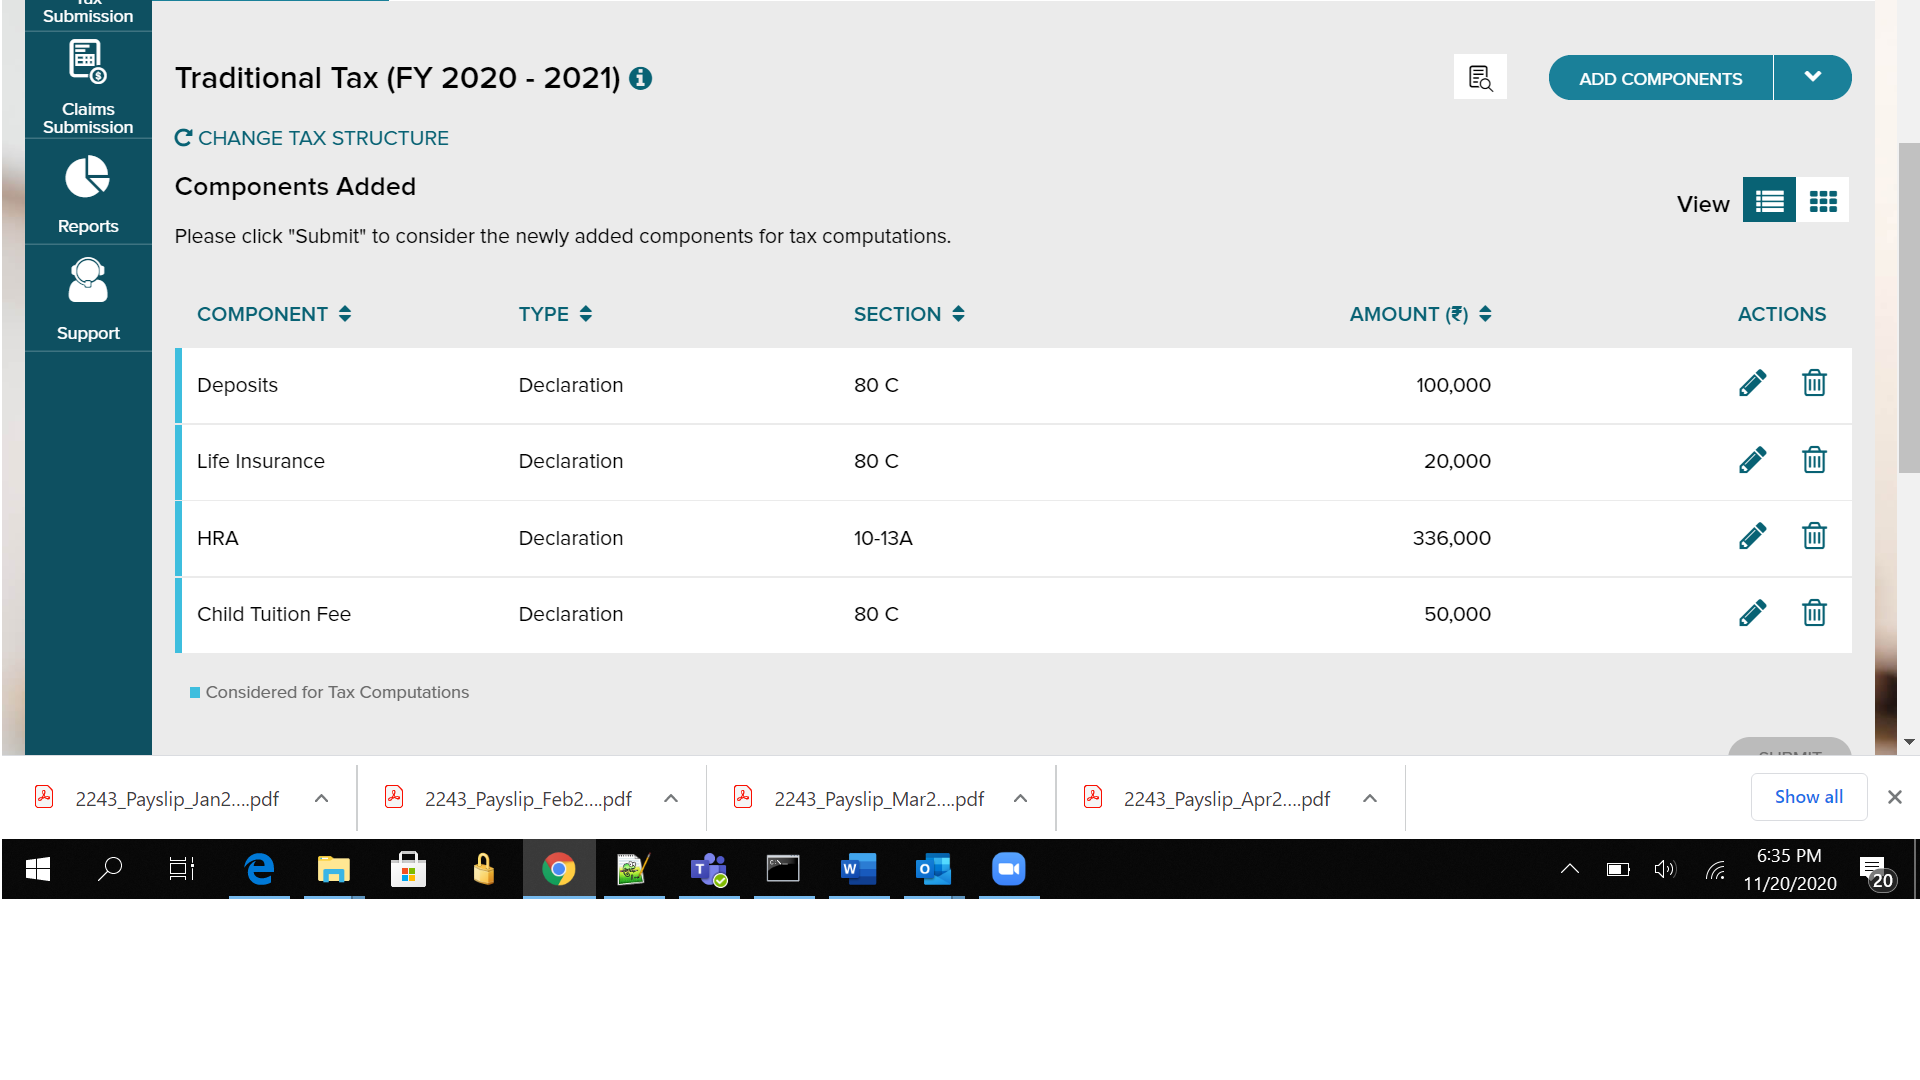 Tax
Submission
Claims
Submission
Reports
Support
Traditional Tax (FY 2020 - 2021)
ADD COMPONENTS
CHANGE TAX STRUCTURE
Components Added
View
Please click "Submit" to consider the newly added components for tax computations.
COMPONENT TYPE SECTION AMOUNT (₹) ACTIONS
Deposits Declaration 80 C 100,000
Life Insurance Declaration 80 C 20,000
HRA Declaration 10-13A 336,000
Child Tuition Fee Declaration 80 C 50,000
Considered for Tax Computations
SUBMIT
2243_Payslip_Jan2....pdf 2243_Payslip_Feb2....pdf 2243_Payslip_Mar2....pdf 2243_Payslip_Apr2....pdf Show all
6:35 PM
11/20/2020
20